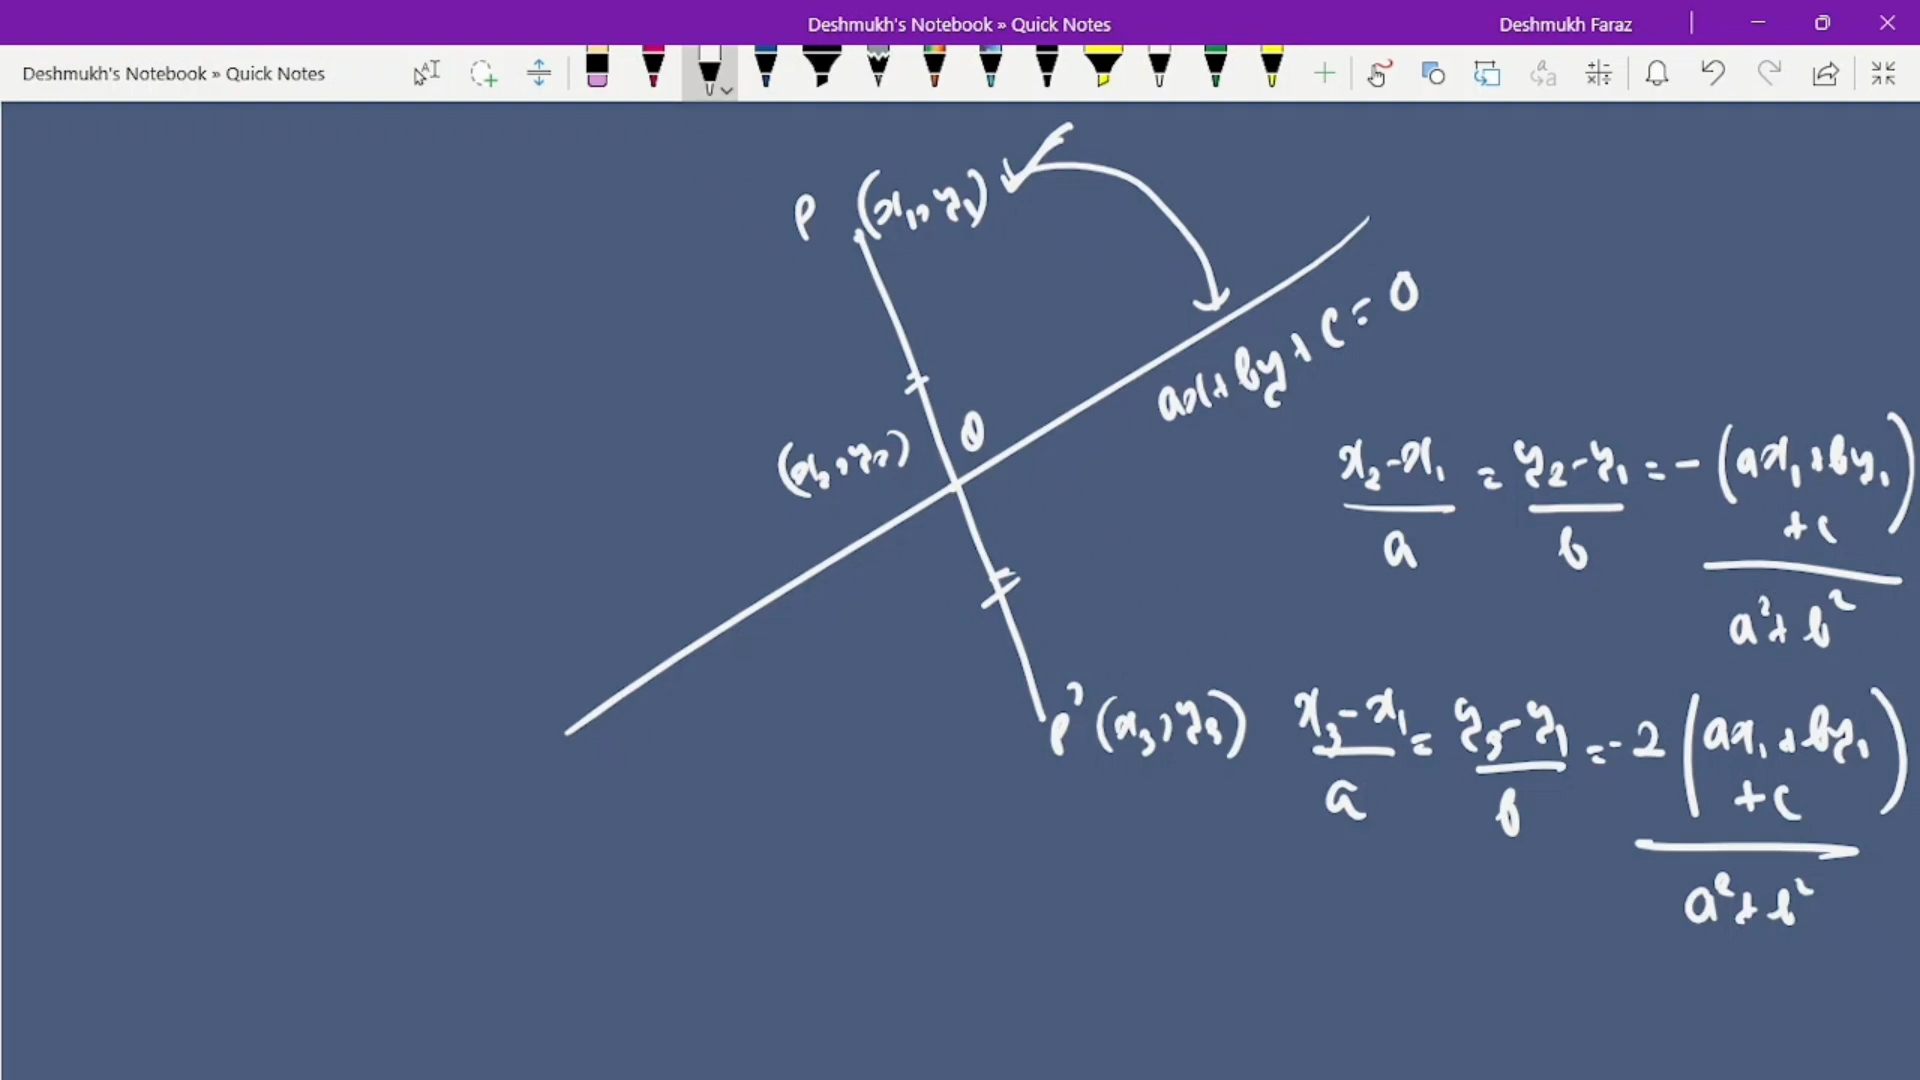 Deshmukh's Notebook » Quick Notes
Deshmukh Faraz
Deshmukh's Notebook » Quick Notes
P (x₁, y₁)
ax + by + c = 0
(x₂, y₂) Q
(x₂ - x₁)/a = (y₂ - y₁)/b = -(ax₁ + by₁ + c)/(a² + b²)
P' (x₃, y₃)
(x₃ - x₁)/a = (y₃ - y₁)/b = -2(ax₁ + by₁ + c)/(a² + b²)